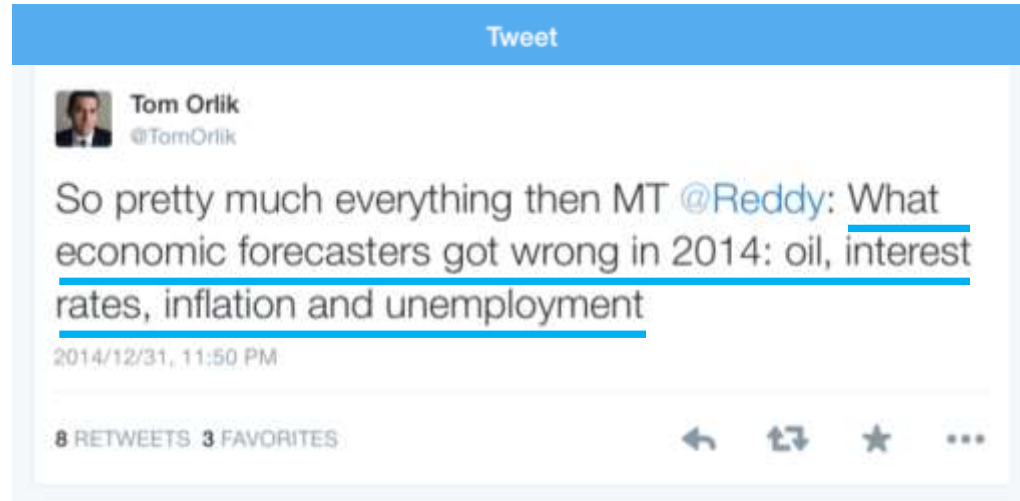 Tweet
Tom Orlik
@TomOrlik
So pretty much everything then MT @Reddy: What
economic forecasters got wrong in 2014: oil, interest
rates, inflation and unemployment
2014/12/31, 11:50 PM
8 RETWEETS 3 FAVORITES